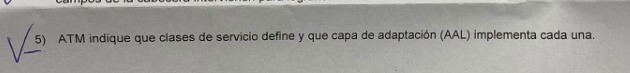 5) ATM indique que clases de servicio define y que capa de adaptación (AAL) implementa cada una.